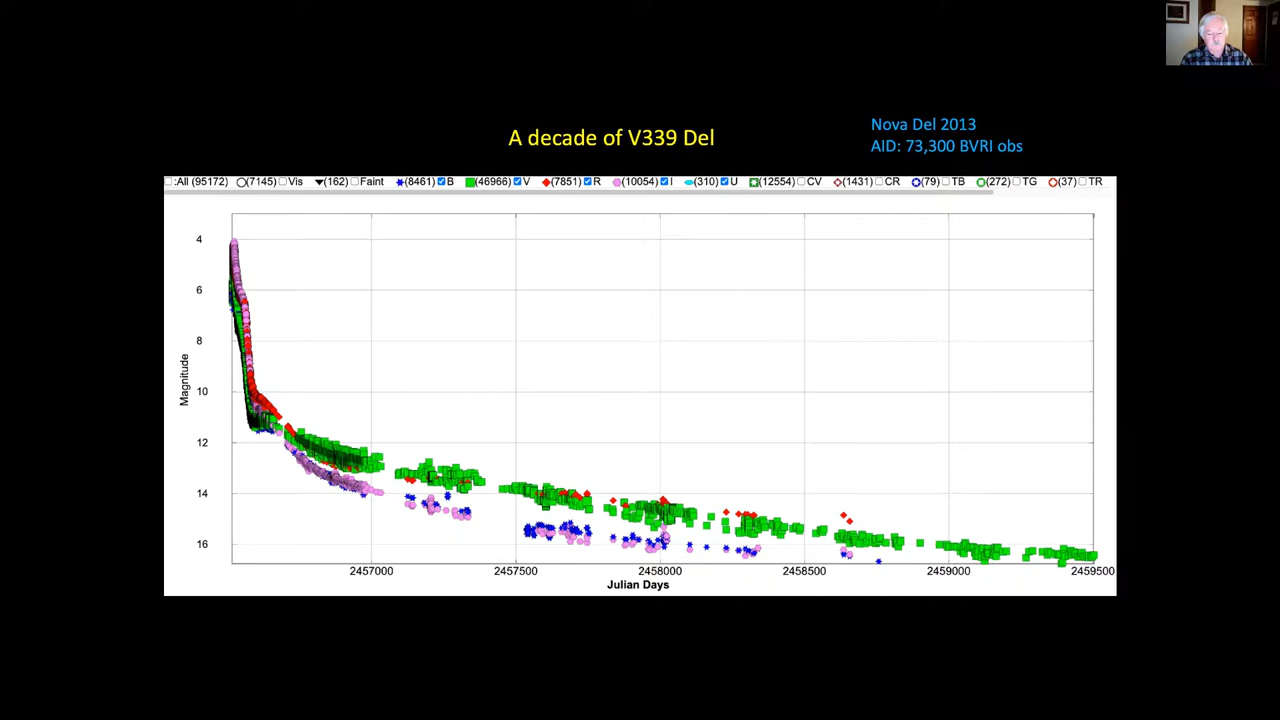 A decade of V339 Del
Nova Del 2013
AID: 73,300 BVRI obs
:All (95172) (7145) Vis (162) Faint (8461) B (46966) V (7851) R (10054) I (310) U (12554) CV (1431) CR (79) TB (272) TG (37) TR
4
6
8
10
12
14
16
Magnitude
2457000 2457500 2458000 2458500 2459000 2459500
Julian Days